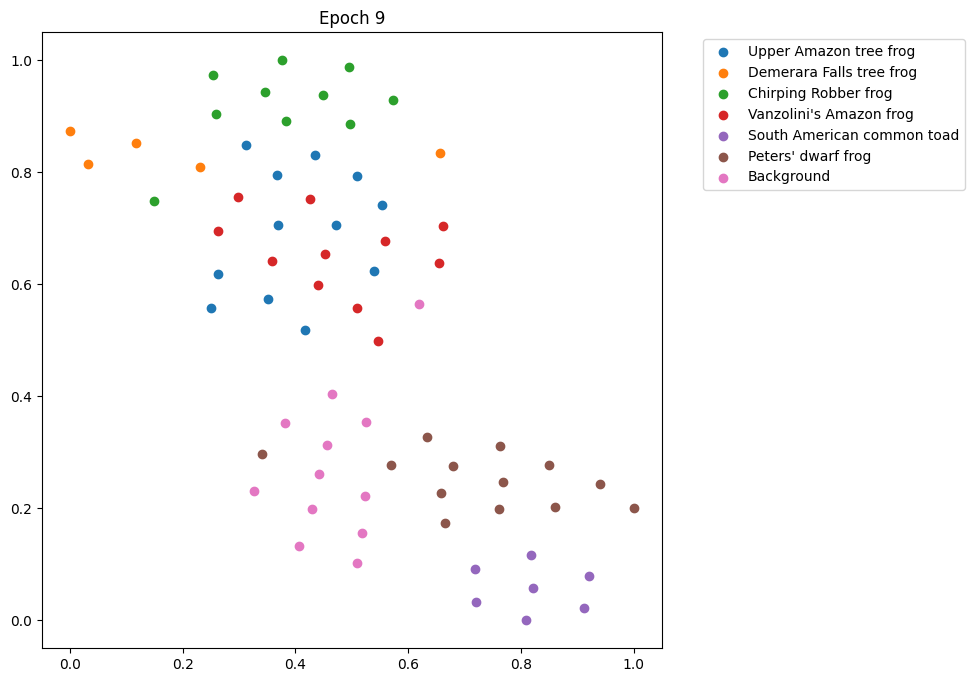 Epoch 9
1.0
0.8
0.6
0.4
0.2
0.0
0.0 0.2 0.4 0.6 0.8 1.0
Upper Amazon tree frog
Demerara Falls tree frog
Chirping Robber frog
Vanzolini's Amazon frog
South American common toad
Peters' dwarf frog
Background